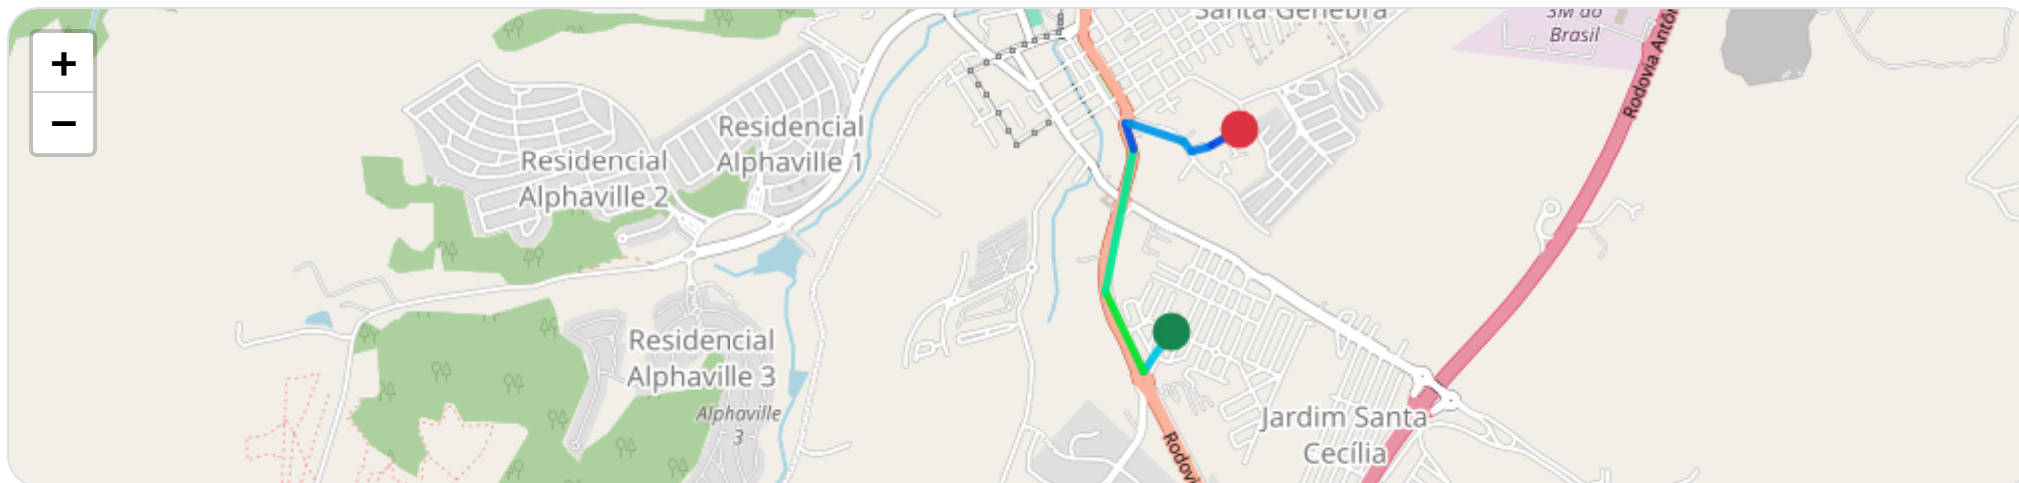 +
−
Santa Genebra
3M do
Brasil
Rodovia Antôn
Residencial
Alphaville 1
Residencial
Alphaville 2
Residencial
Alphaville 3
Alphaville
3
Jardim Santa
Cecília
Rodovi